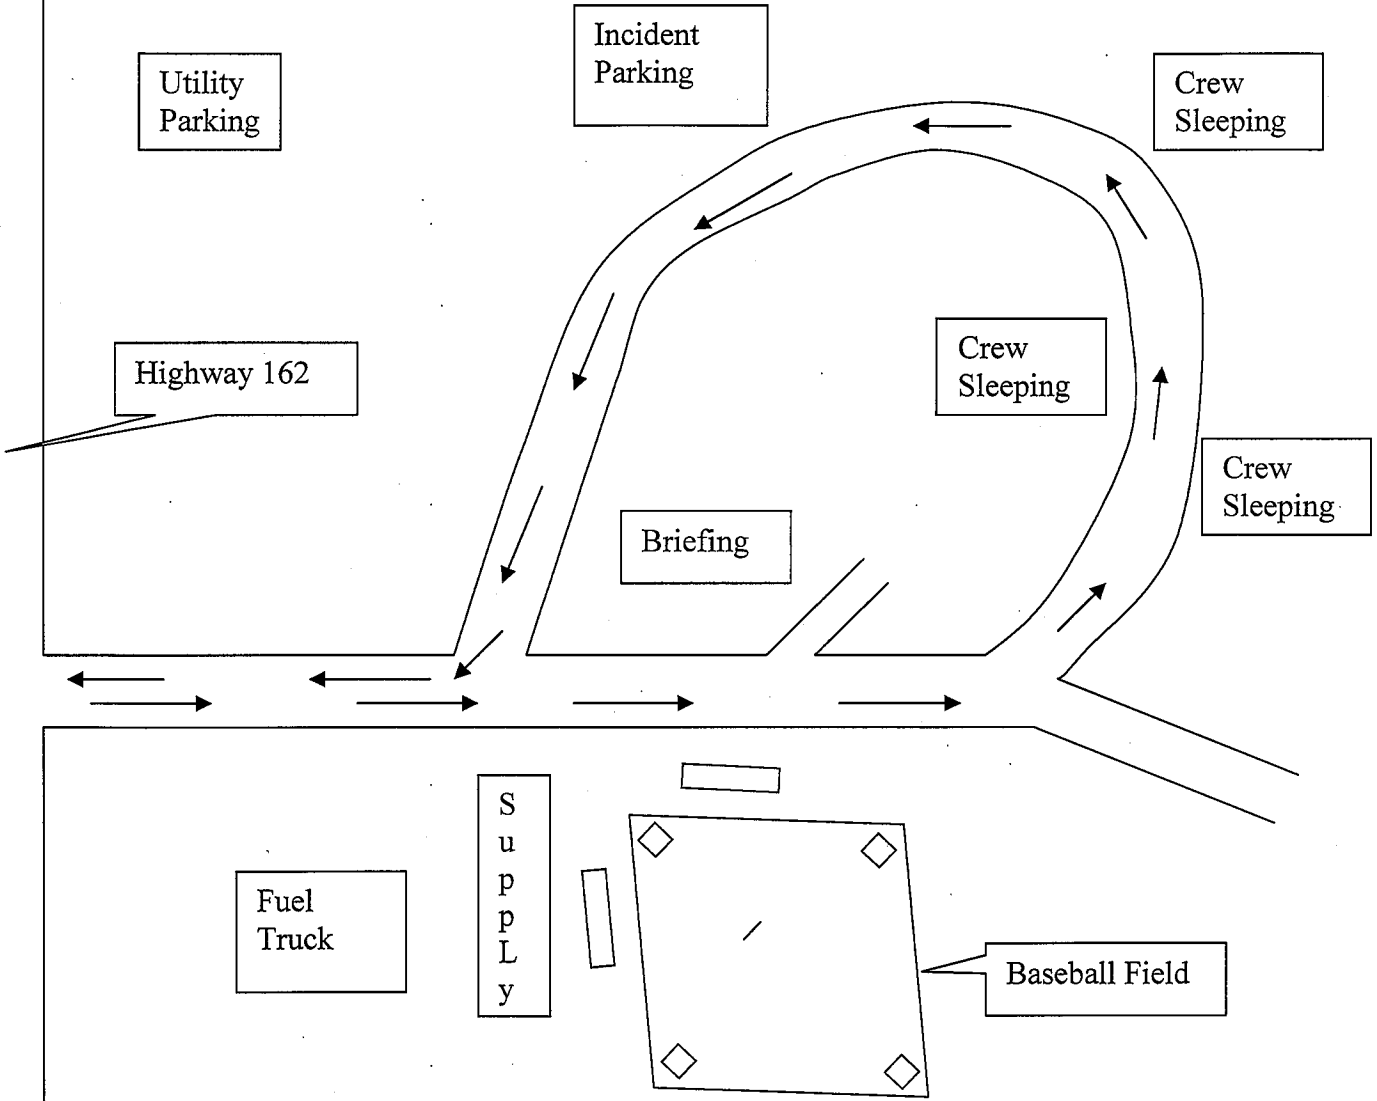 Incident
Parking
Utility
Parking
Crew
Sleeping
Highway 162
Crew
Sleeping
Crew
Sleeping
Briefing
S
u
p
p
L
y
Fuel
Truck
Baseball Field